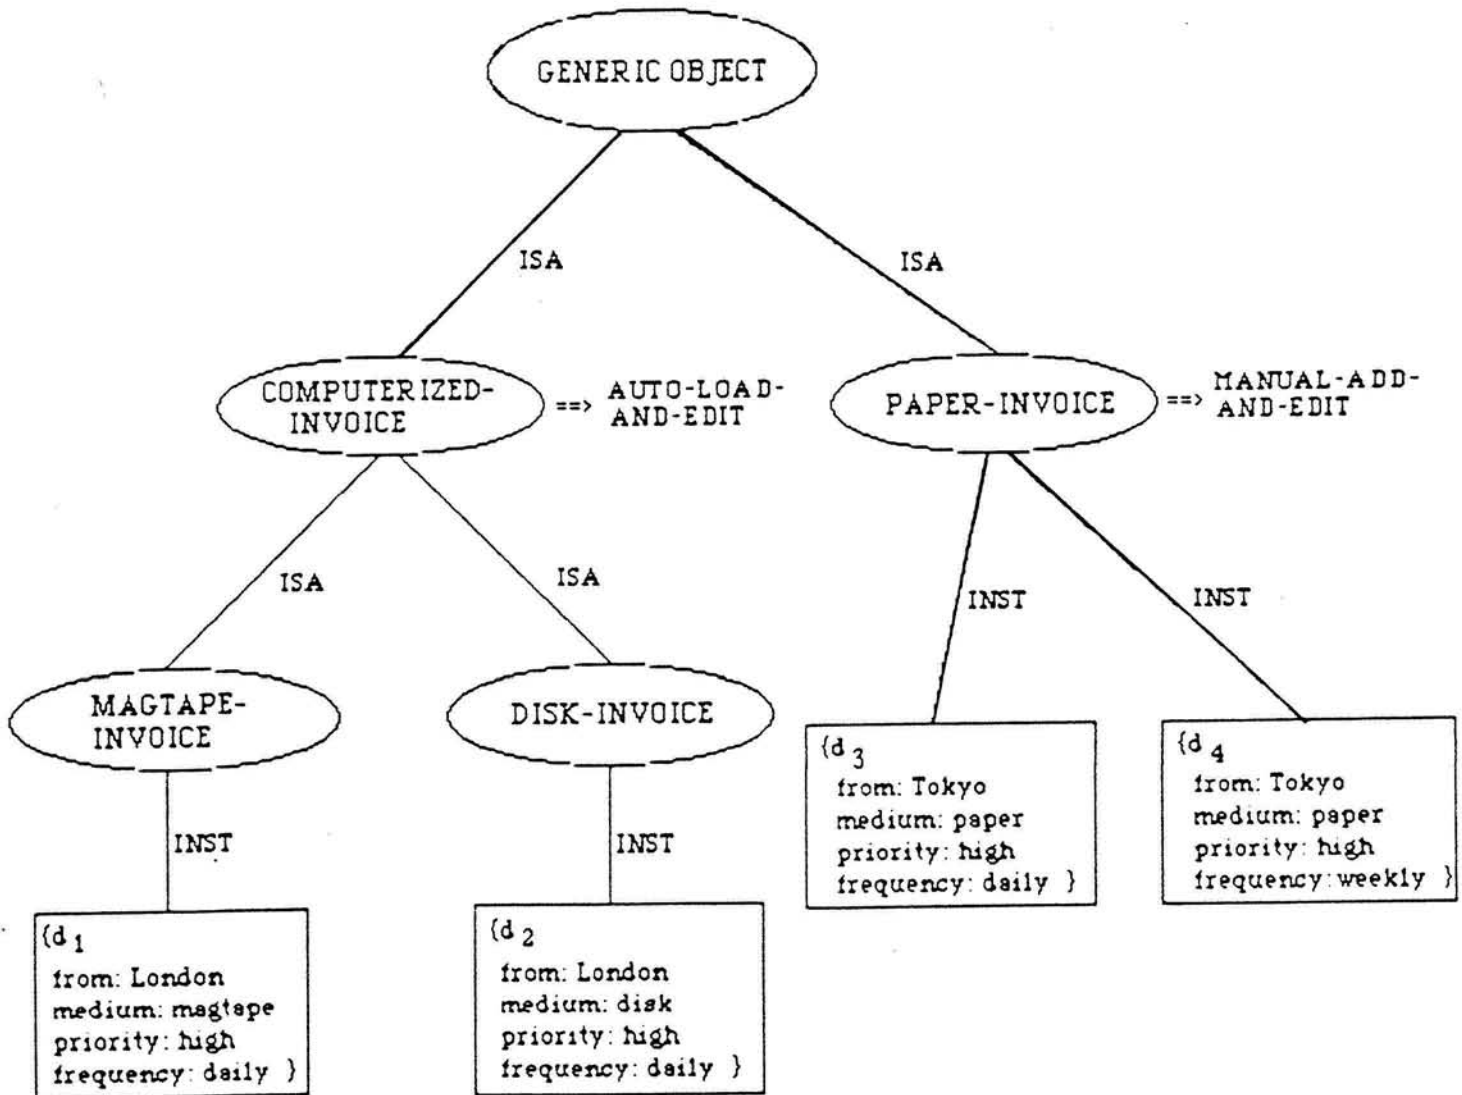 GENERIC OBJECT
ISA
ISA
COMPUTERIZED-
INVOICE
==> AUTO-LOAD-
AND-EDIT
PAPER-INVOICE
==> MANUAL-ADD-
AND-EDIT
ISA
ISA
INST
INST
MAGTAPE-
INVOICE
DISK-INVOICE
INST
INST
{d 3
from: Tokyo
medium: paper
priority: high
frequency: daily }
{d 4
from: Tokyo
medium: paper
priority: high
frequency: weekly }
{d 1
from: London
medium: magtape
priority: high
frequency: daily }
{d 2
from: London
medium: disk
priority: high
frequency: daily }